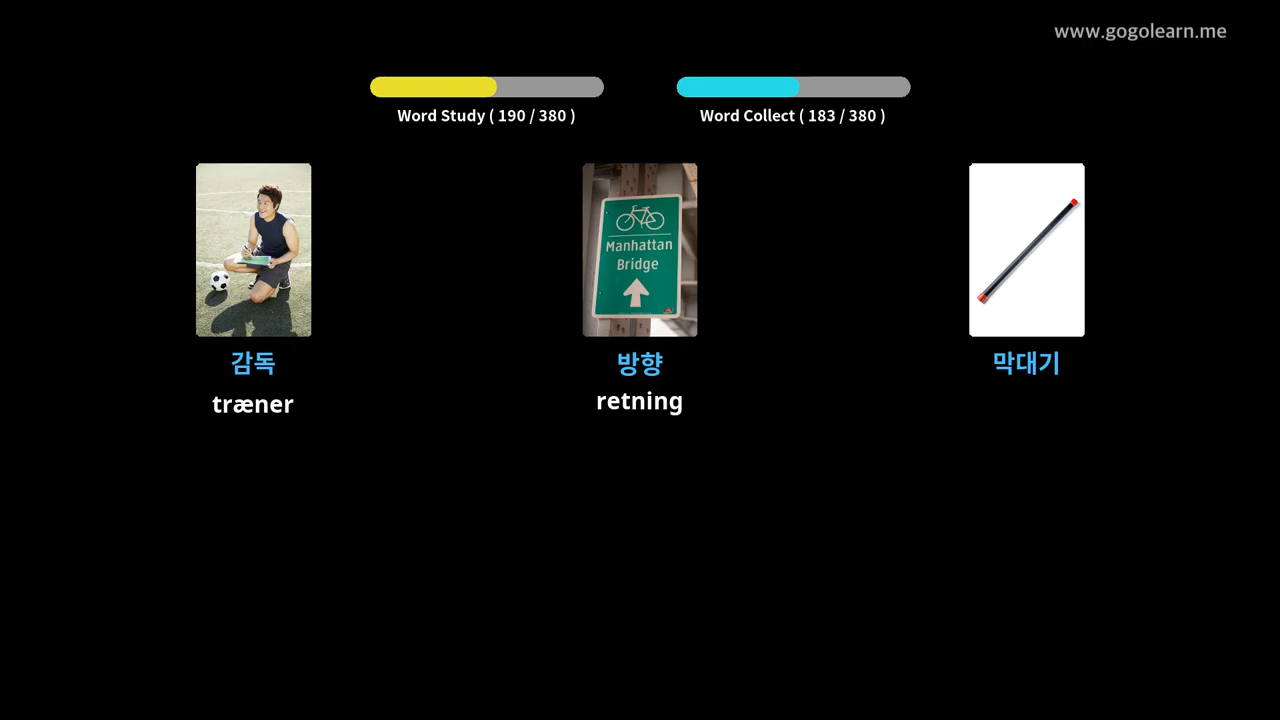 www.gogolearn.me
Word Study ( 190 / 380 )
Word Collect ( 183 / 380 )
Manhattan
Bridge
감독
방향
막대기
træner
retning